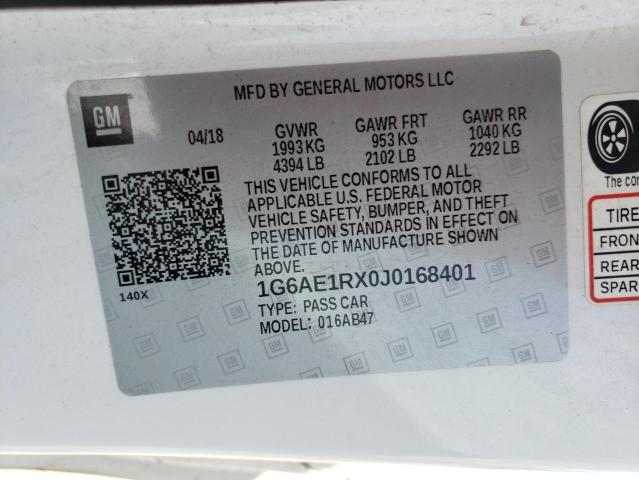 MFD BY GENERAL MOTORS LLC
GM
04/18
GVWR
1993 KG
4394 LB
GAWR FRT
953 KG
2102 LB
GAWR RR
1040 KG
2292 LB
THIS VEHICLE CONFORMS TO ALL
APPLICABLE U.S. FEDERAL MOTOR
VEHICLE SAFETY, BUMPER, AND THEFT
PREVENTION STANDARDS IN EFFECT ON
THE DATE OF MANUFACTURE SHOWN
ABOVE.
140X
1G6AE1RX0J0168401
TYPE: PASS CAR
MODEL: 016AB47
The
TIRE
FRON
REAR
SPAR